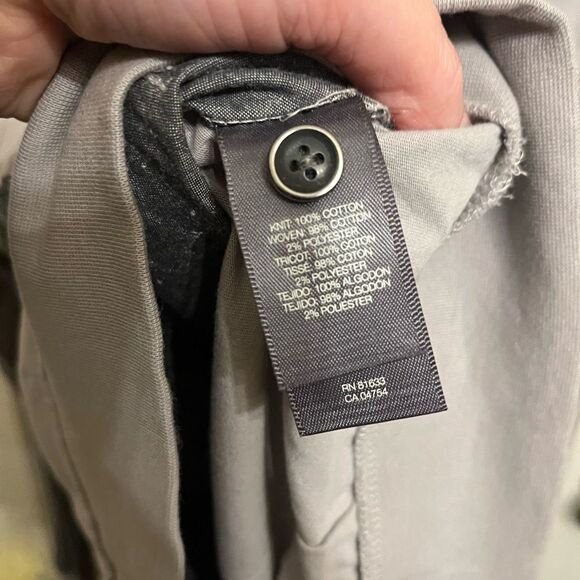 KNIT: 100% COTTON
WOVEN: 98% COTTON
2% POLYESTER
TRICOT: 100% COTON
TISSE: 98% COTON
2% POLYESTER
TEJIDO: 100% ALGODON
TEJIDO: 98% ALGODON
2% POLIESTER
RN 81633
CA 04754